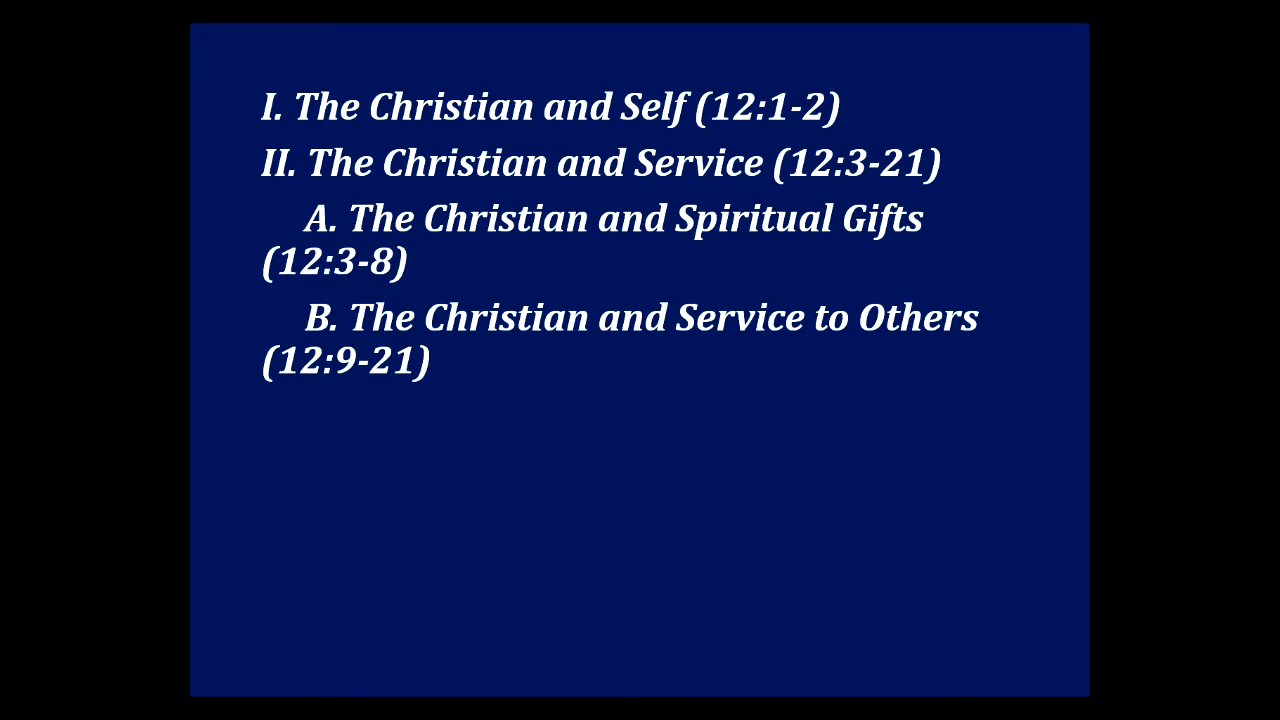 I. The Christian and Self (12:1-2)
II. The Christian and Service (12:3-21)
A. The Christian and Spiritual Gifts
(12:3-8)
B. The Christian and Service to Others
(12:9-21)